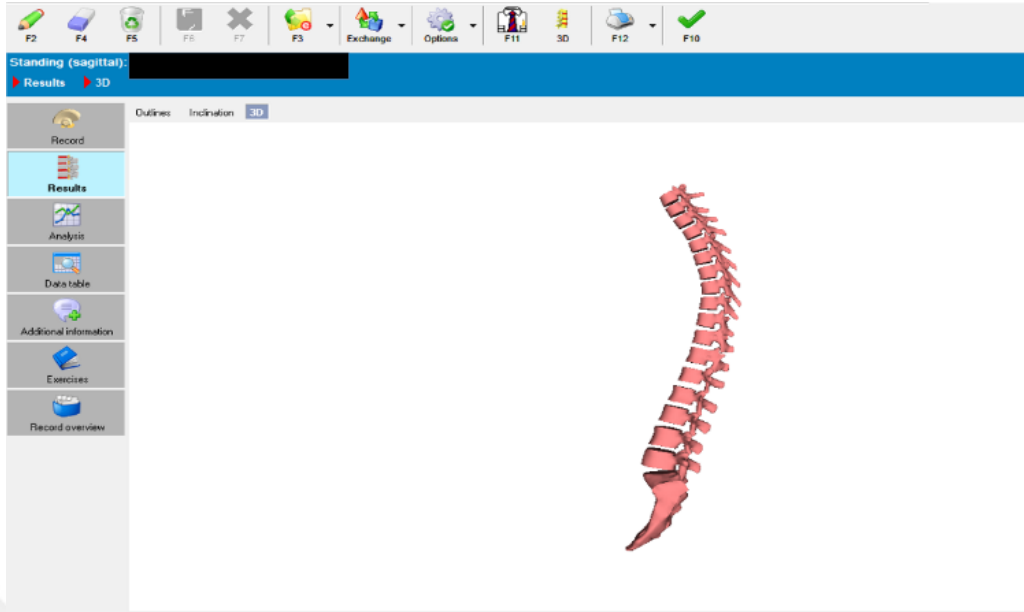 F2 F4 F5 F6 F7 F3 Exchange Options F11 3D F12 F10
Standing (sagittal):
Results 3D
Outlines Inclination 3D
Record
Results
Analysis
Data table
Additional information
Exercises
Record overview